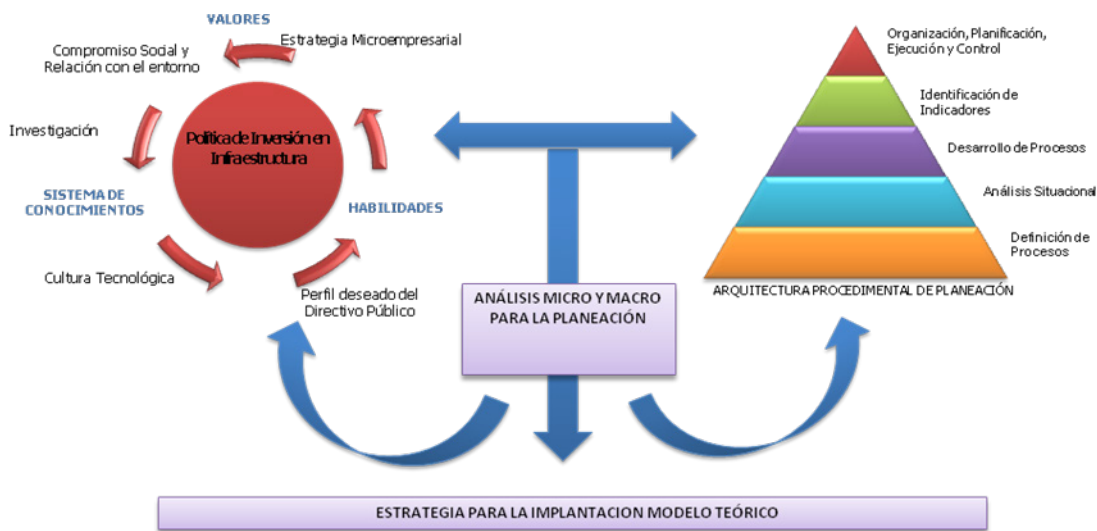 VALORES
Estrategia Microempresarial
Compromiso Social y
Relación con el entorno
Investigación
Política de Inversión en
Infraestructura
SISTEMA DE
CONOCIMIENTOS
HABILIDADES
Cultura Tecnológica
Perfil deseado del
Directivo Público
ANÁLISIS MICRO Y MACRO
PARA LA PLANEACIÓN
Organización, Planificación,
Ejecución y Control
Identificación de
Indicadores
Desarrollo de Procesos
Análisis Situacional
Definición de
Procesos
ARQUITECTURA PROCEDIMENTAL DE PLANEACIÓN
ESTRATEGIA PARA LA IMPLANTACION MODELO TEÓRICO